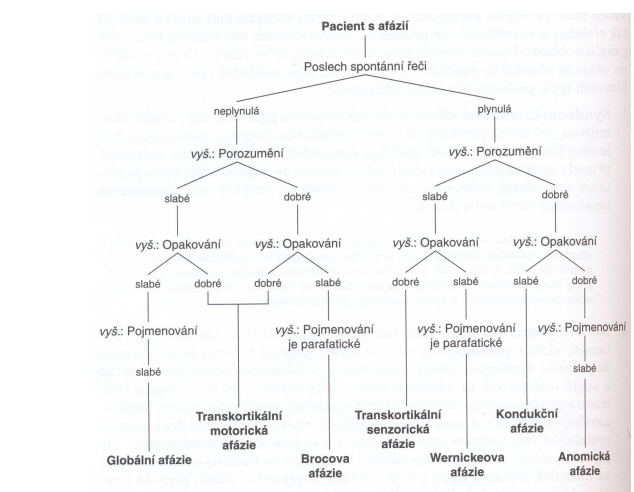 Pacient s afázií
Poslech spontánní řeči
neplynulá plynulá
vyš.: Porozumění vyš.: Porozumění
slabé dobré slabé dobré
vyš.: Opakování vyš.: Opakování vyš.: Opakování vyš.: Opakování
slabé dobré dobré slabé dobré slabé slabé dobré
vyš.: Pojmenování vyš.: Pojmenování vyš.: Pojmenování vyš.: Pojmenování
je parafatické je parafatické
slabé slabé
Transkortikální Transkortikální Kondukční
motorická senzorická afázie
afázie afázie
Globální afázie Brocova Wernickeova Anomická
afázie afázie afázie